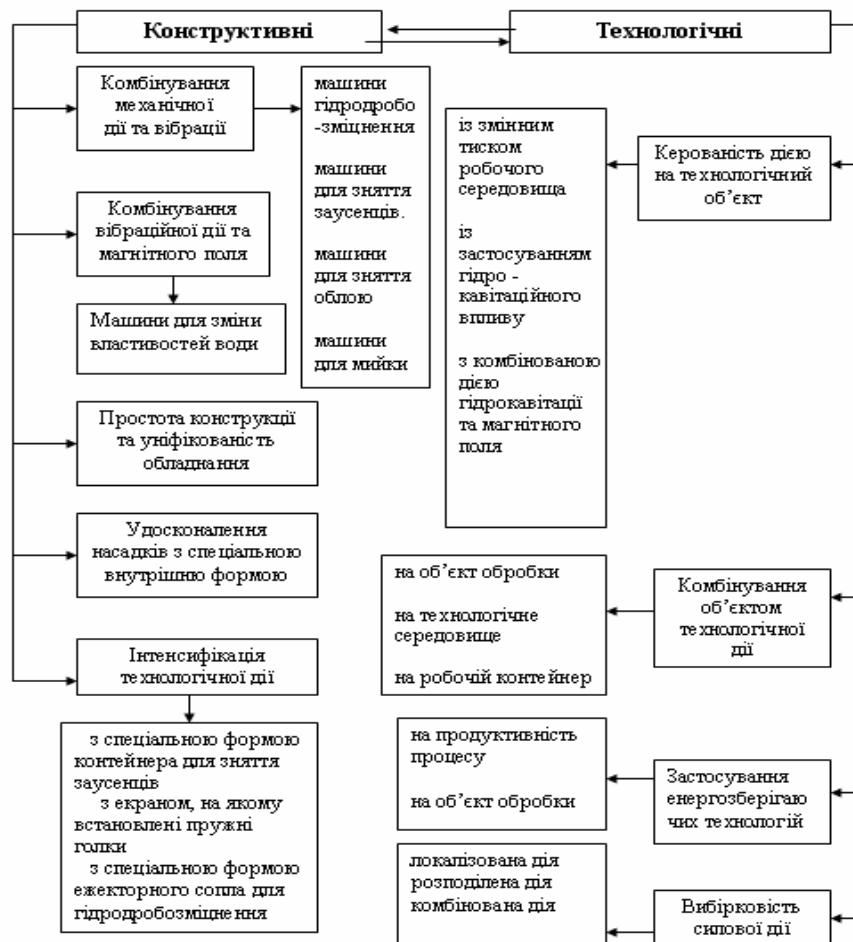 Конструктивні
Технологічні
Комбінування
механічної
дії та вібрації
машини
гідродробо
-зміцнення
машини
для зняття
заусенців.
машини
для зняття
облою
машини
для мийки
Комбінування
вібраційної дії та
магнітного поля
Машини для зміни
властивостей води
Простота конструкції
та уніфікованість
обладнання
Удосконалення
насадків з спеціальною
внутрішню формою
Інтенсифікація
технологічної дії
з спеціальною формою
контейнера для зняття
заусенців
з екраном, на якому
встановлені пружні
голки
з спеціальною формою
ежекторного сопла для
гідродробозміцнення
із змінним
тиском
робочого
середовища
із
застосуванням
гідро -
кавітаційного
впливу
з комбінованою
дією
гідрокавітації
та магнітного
поля
Керованість дією
на технологічний
об’єкт
на об’єкт обробки
на технологічне
середовище
на робочій контейнер
Комбінування
об’єктом
технологічної
дії
на продуктивність
процесу
на об’єкт обробки
Застосування
енергозберігаю
чих технологій
локалізована дія
розподілена дія
комбінована дія
Вибірковість
силової дії